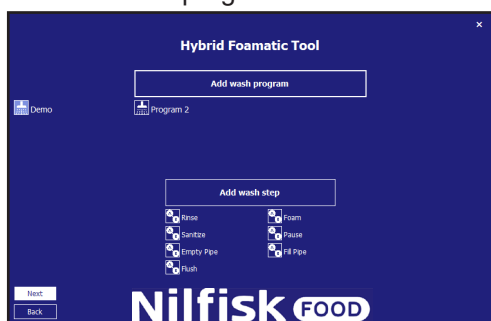 ×
Hybrid Foamatic Tool
Add wash program
Demo
Program 2
Add wash step
Rinse
Foam
Sanitize
Pause
Empty Pipe
Fill Pipe
Flush
Next
Back
Nilfisk FOOD